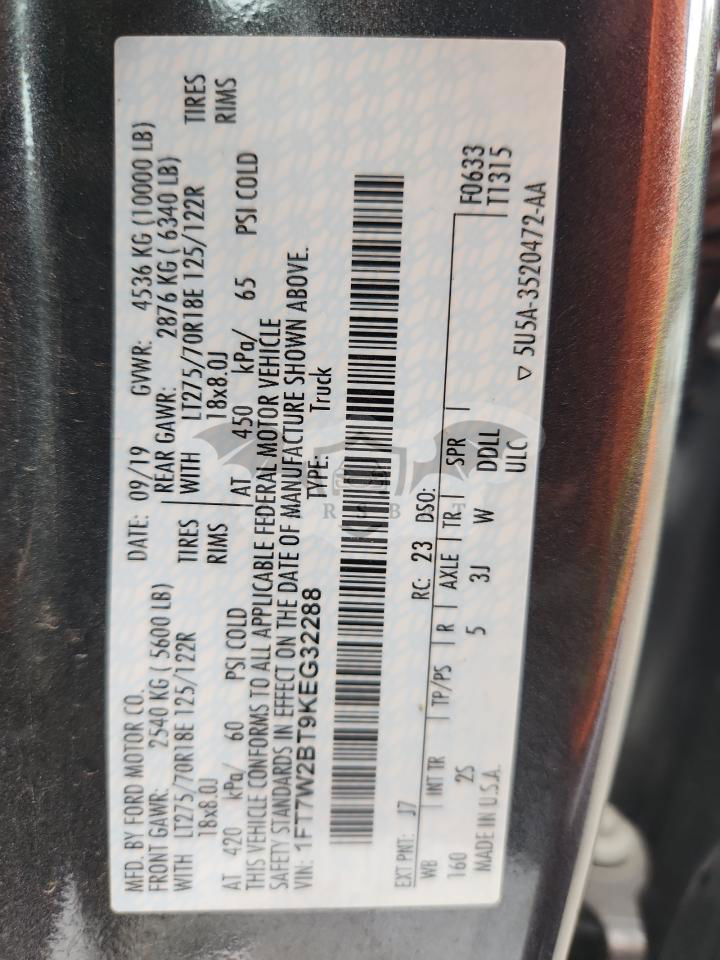 MFD. BY FORD MOTOR CO. DATE: 09/19 GVWR: 4536 KG (10000 LB)
FRONT GAWR: 2540 KG ( 5600 LB) REAR GAWR: 2876 KG ( 6340 LB)
WITH LT275/70R18E 125/122R TIRES WITH LT275/70R18E 125/122R TIRES
18x8.0J RIMS 18x8.0J RIMS
AT 420 kPa/ 60 PSI COLD AT 450 kPa/ 65 PSI COLD
THIS VEHICLE CONFORMS TO ALL APPLICABLE FEDERAL MOTOR VEHICLE
SAFETY STANDARDS IN EFFECT ON THE DATE OF MANUFACTURE SHOWN ABOVE.
VIN: 1FT7W2BT9KEG32288 TYPE: Truck
R B F
EXT PNT: J7 RC: 23 DSO: F0633
WB INT TR TP/PS R AXLE TR SPR T1315
160 2S 5 3J W DDLL
MADE IN U.S.A. ULC ▽ 5U5A-3520472-AA